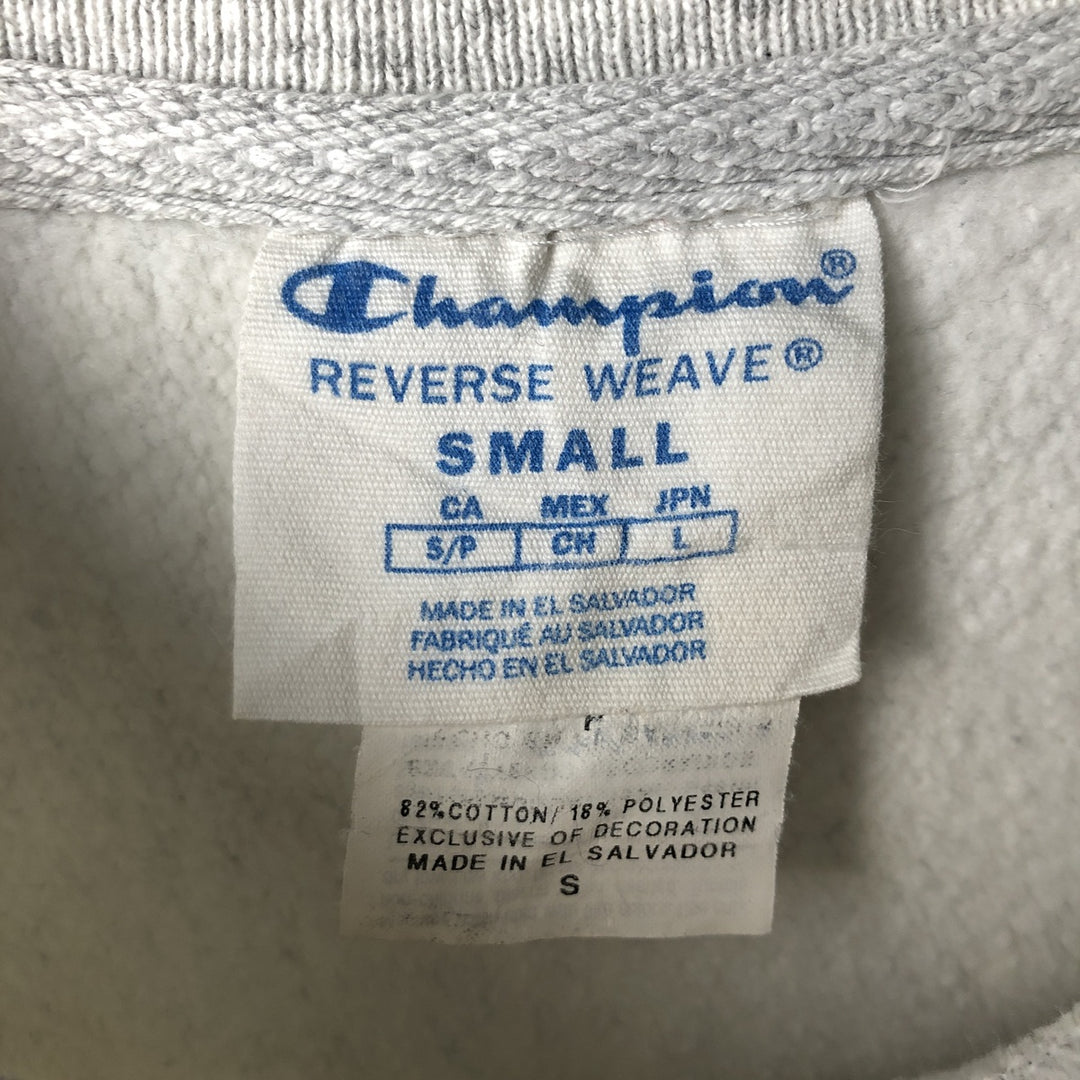 Champion®
REVERSE WEAVE®
SMALL
CA MEX JPN
S/P CH L
MADE IN EL SALVADOR
FABRIQUÉ AU SALVADOR
HECHO EN EL SALVADOR
82% COTTON/ 18% POLYESTER
EXCLUSIVE OF DECORATION
MADE IN EL SALVADOR
S